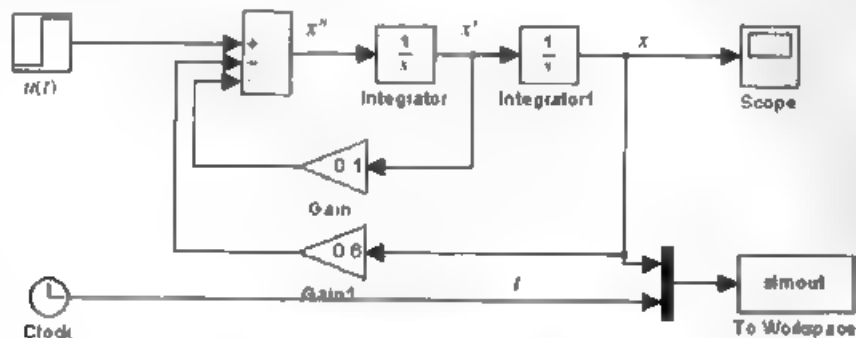 x"
x'
x
+
−
1
s
1
s
u(t)
Integrator
Integrator1
Scope
0.1
Gain
0.6
Gain1
t
simout
Clock
To Workspace